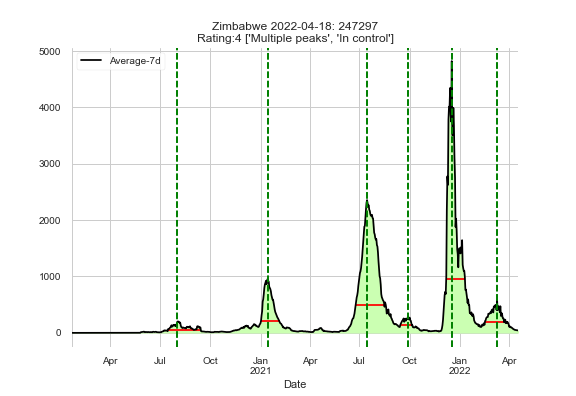 Zimbabwe 2022-04-18: 247297
Rating:4 ['Multiple peaks', 'In control']
Average-7d
5000
4000
3000
2000
1000
0
Apr Jul Oct Jan Apr Jul Oct Jan Apr
2021 2022
Date